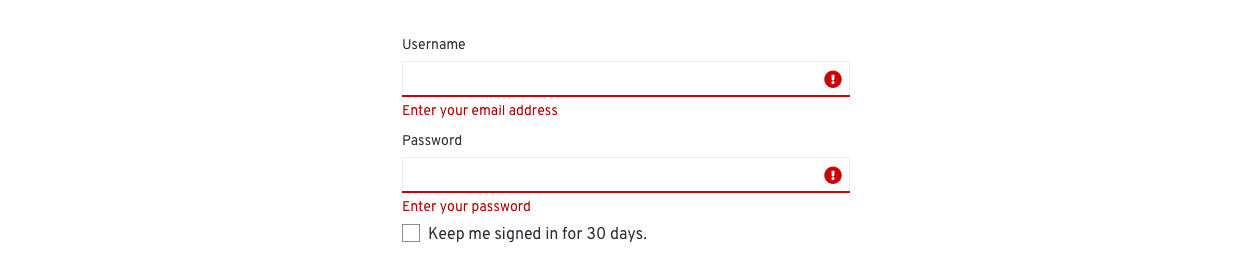 Username
Enter your email address
Password
Enter your password
Keep me signed in for 30 days.